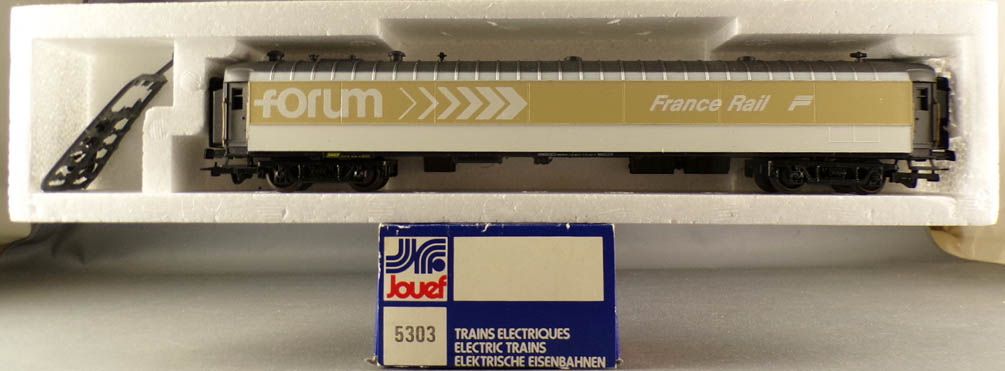 forum France Rail F
Jouef
5303
TRAINS ELECTRIQUES
ELECTRIC TRAINS
ELEKTRISCHE EISENBAHNEN